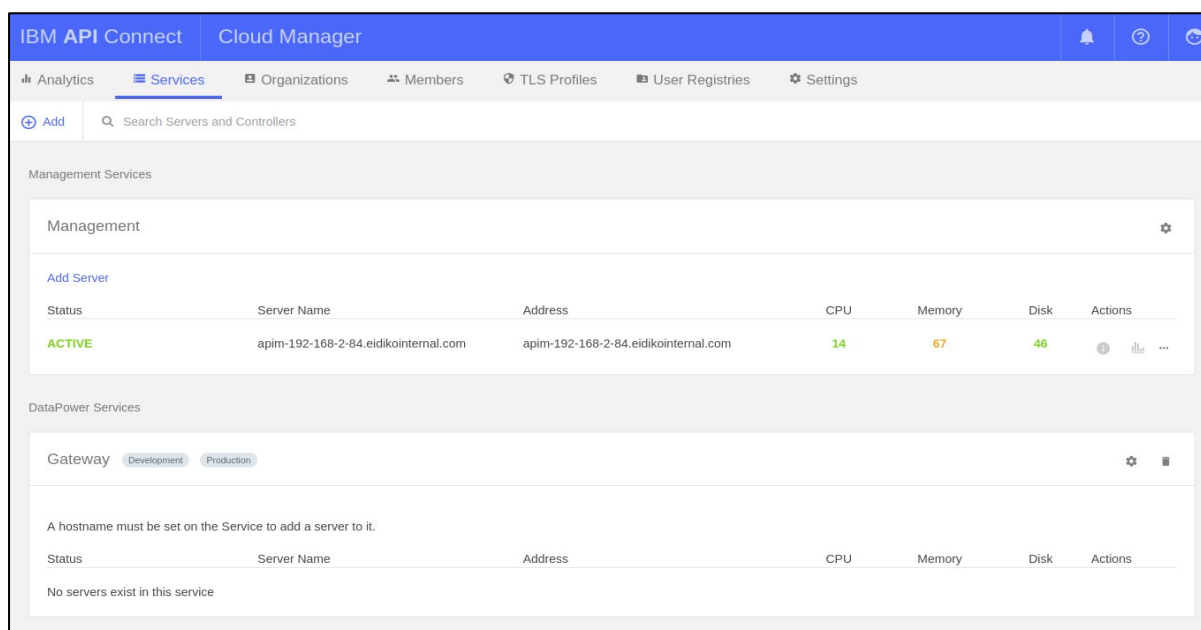 IBM API Connect Cloud Manager
Analytics Services Organizations Members TLS Profiles User Registries Settings
Add Search Servers and Controllers
Management Services
Management
Add Server
Status Server Name Address CPU Memory Disk Actions
ACTIVE apim-192-168-2-84.eidikointernal.com apim-192-168-2-84.eidikointernal.com 14 67 46
DataPower Services
Gateway Development Production
A hostname must be set on the Service to add a server to it.
Status Server Name Address CPU Memory Disk Actions
No servers exist in this service